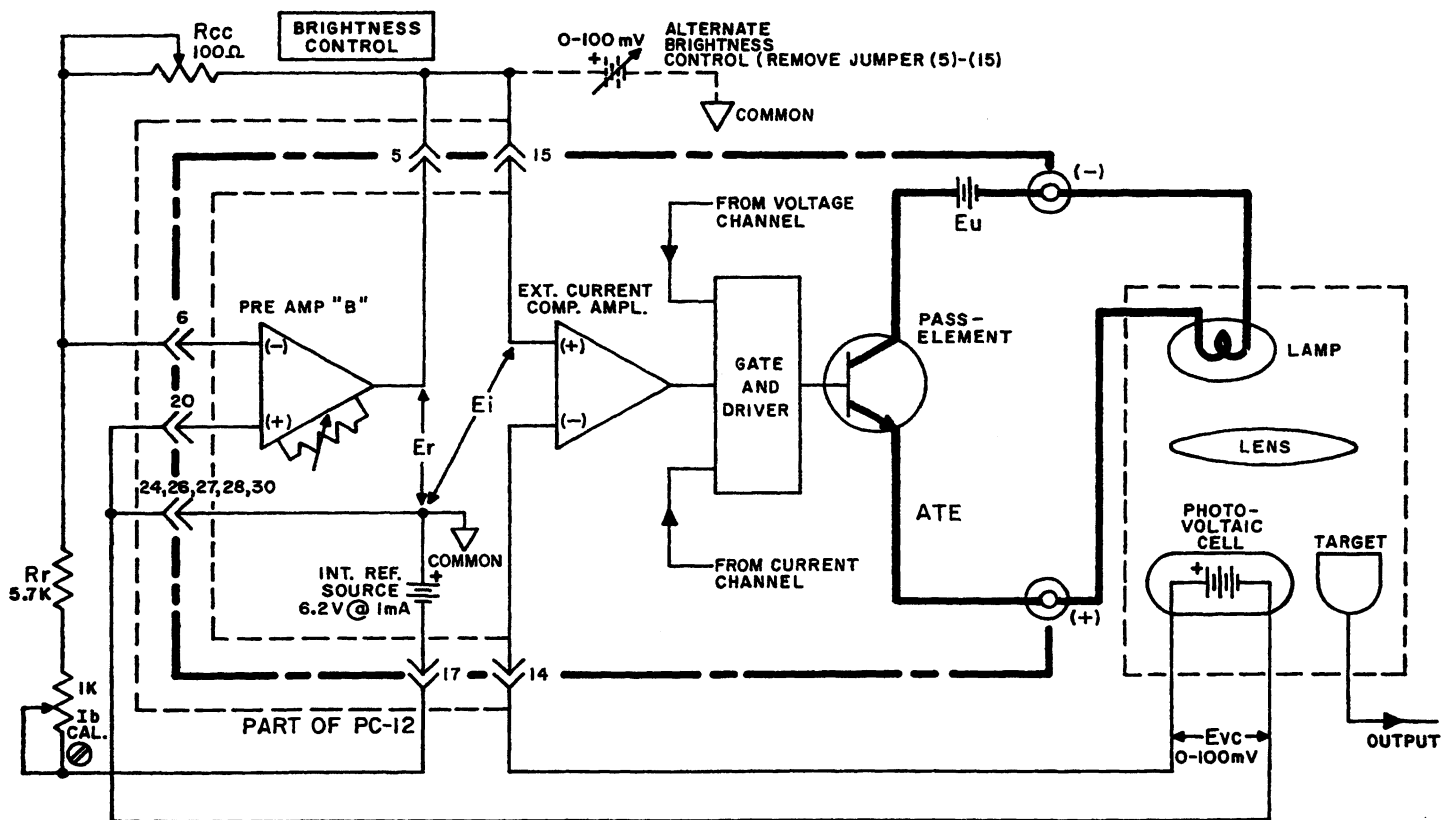 Rcc
100Ω
BRIGHTNESS
CONTROL
0-100 mV
+
ALTERNATE
BRIGHTNESS
CONTROL (REMOVE JUMPER (5)-(15)
COMMON
5
15
(-)
FROM VOLTAGE
CHANNEL
Eu
PRE AMP "B"
EXT. CURRENT
COMP. AMPL.
6
(-)
(+)
PASS-
ELEMENT
LAMP
GATE
AND
DRIVER
20
(+)
Er
Ei
(-)
LENS
24,26,27,28,30
ATE
PHOTO-
VOLTAIC
CELL
TARGET
COMMON
FROM CURRENT
CHANNEL
Rr
5.7K
INT. REF.
SOURCE
6.2V @ 1mA
+
+
(+)
17
14
1K
Ib
CAL.
PART OF PC-12
Evc
0-100mV
OUTPUT